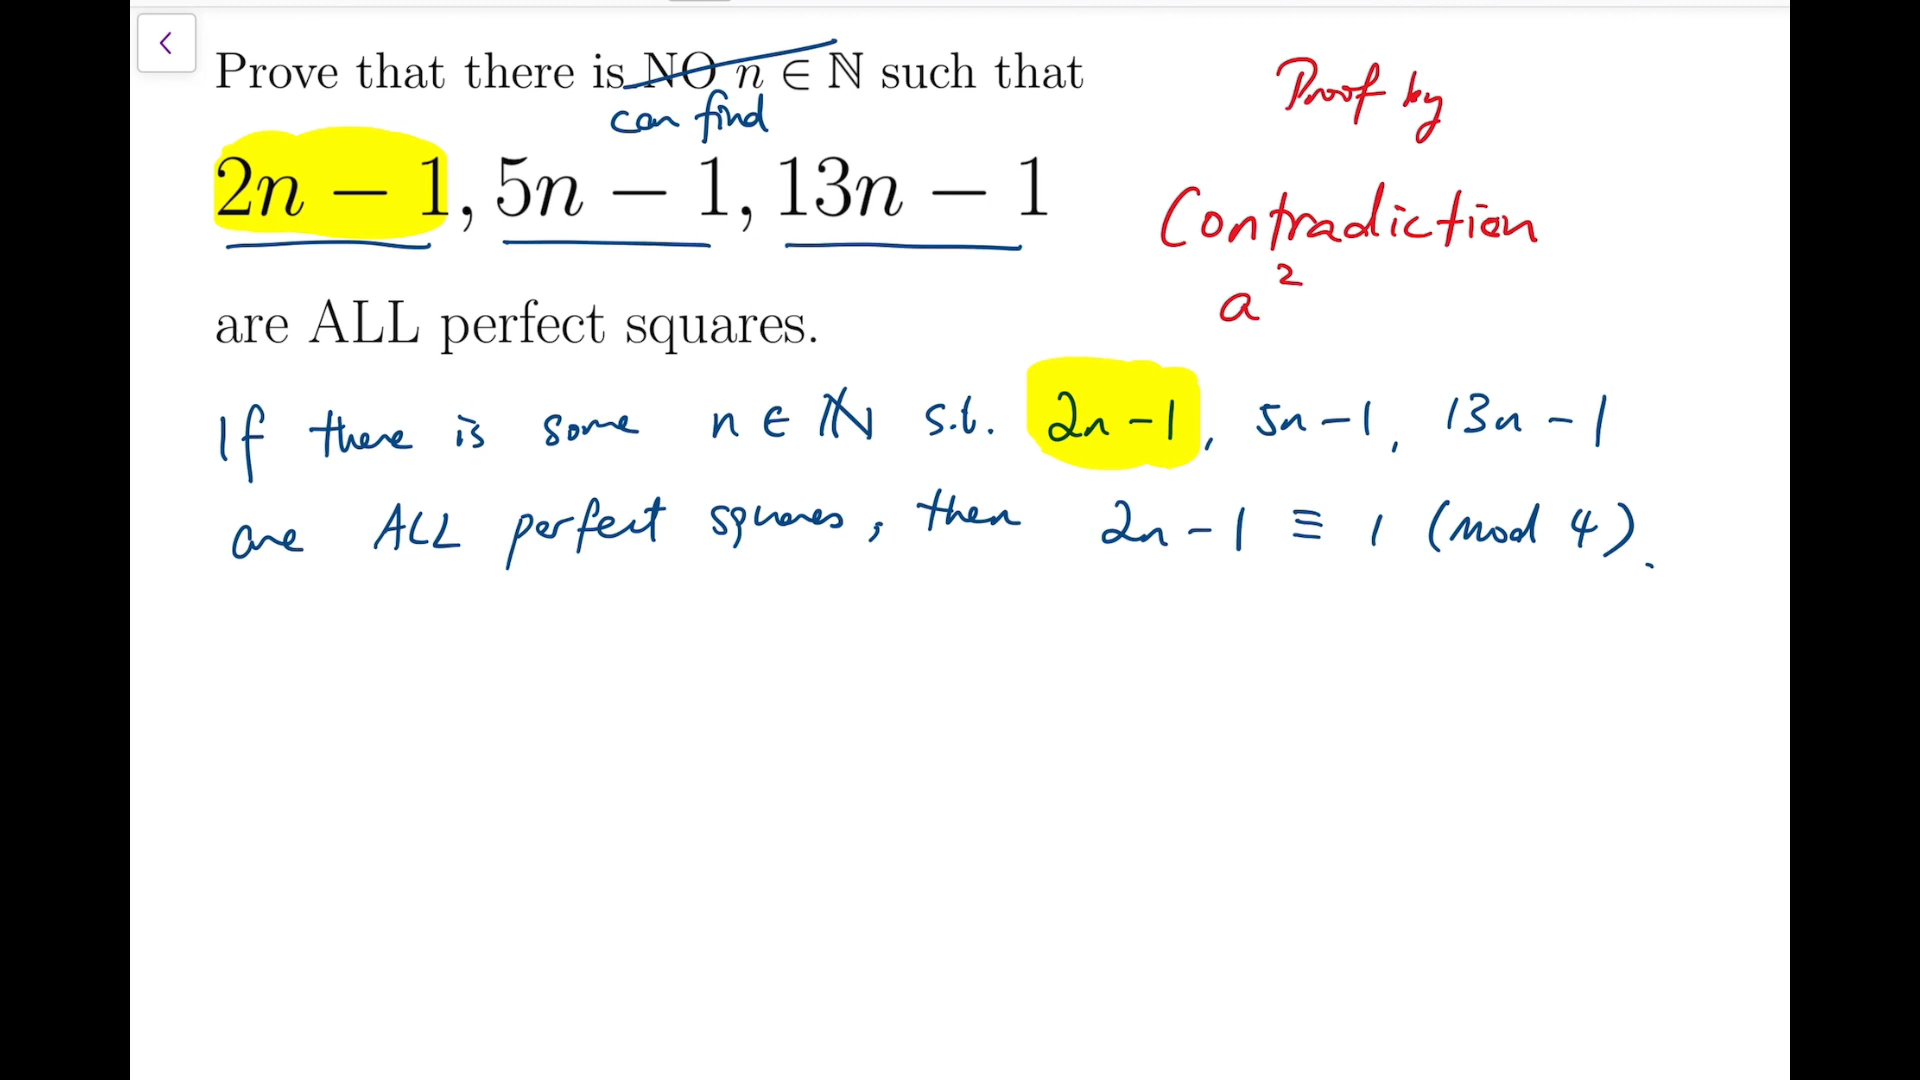 Prove that there is NO n ∈ ℕ such that
can find
2n − 1, 5n − 1, 13n − 1
are ALL perfect squares.
Proof by
Contradiction
a²
If there is some n ∈ ℕ s.t. 2n − 1, 5n − 1, 13n − 1
are ALL perfect squares, then 2n − 1 ≡ 1 (mod 4).